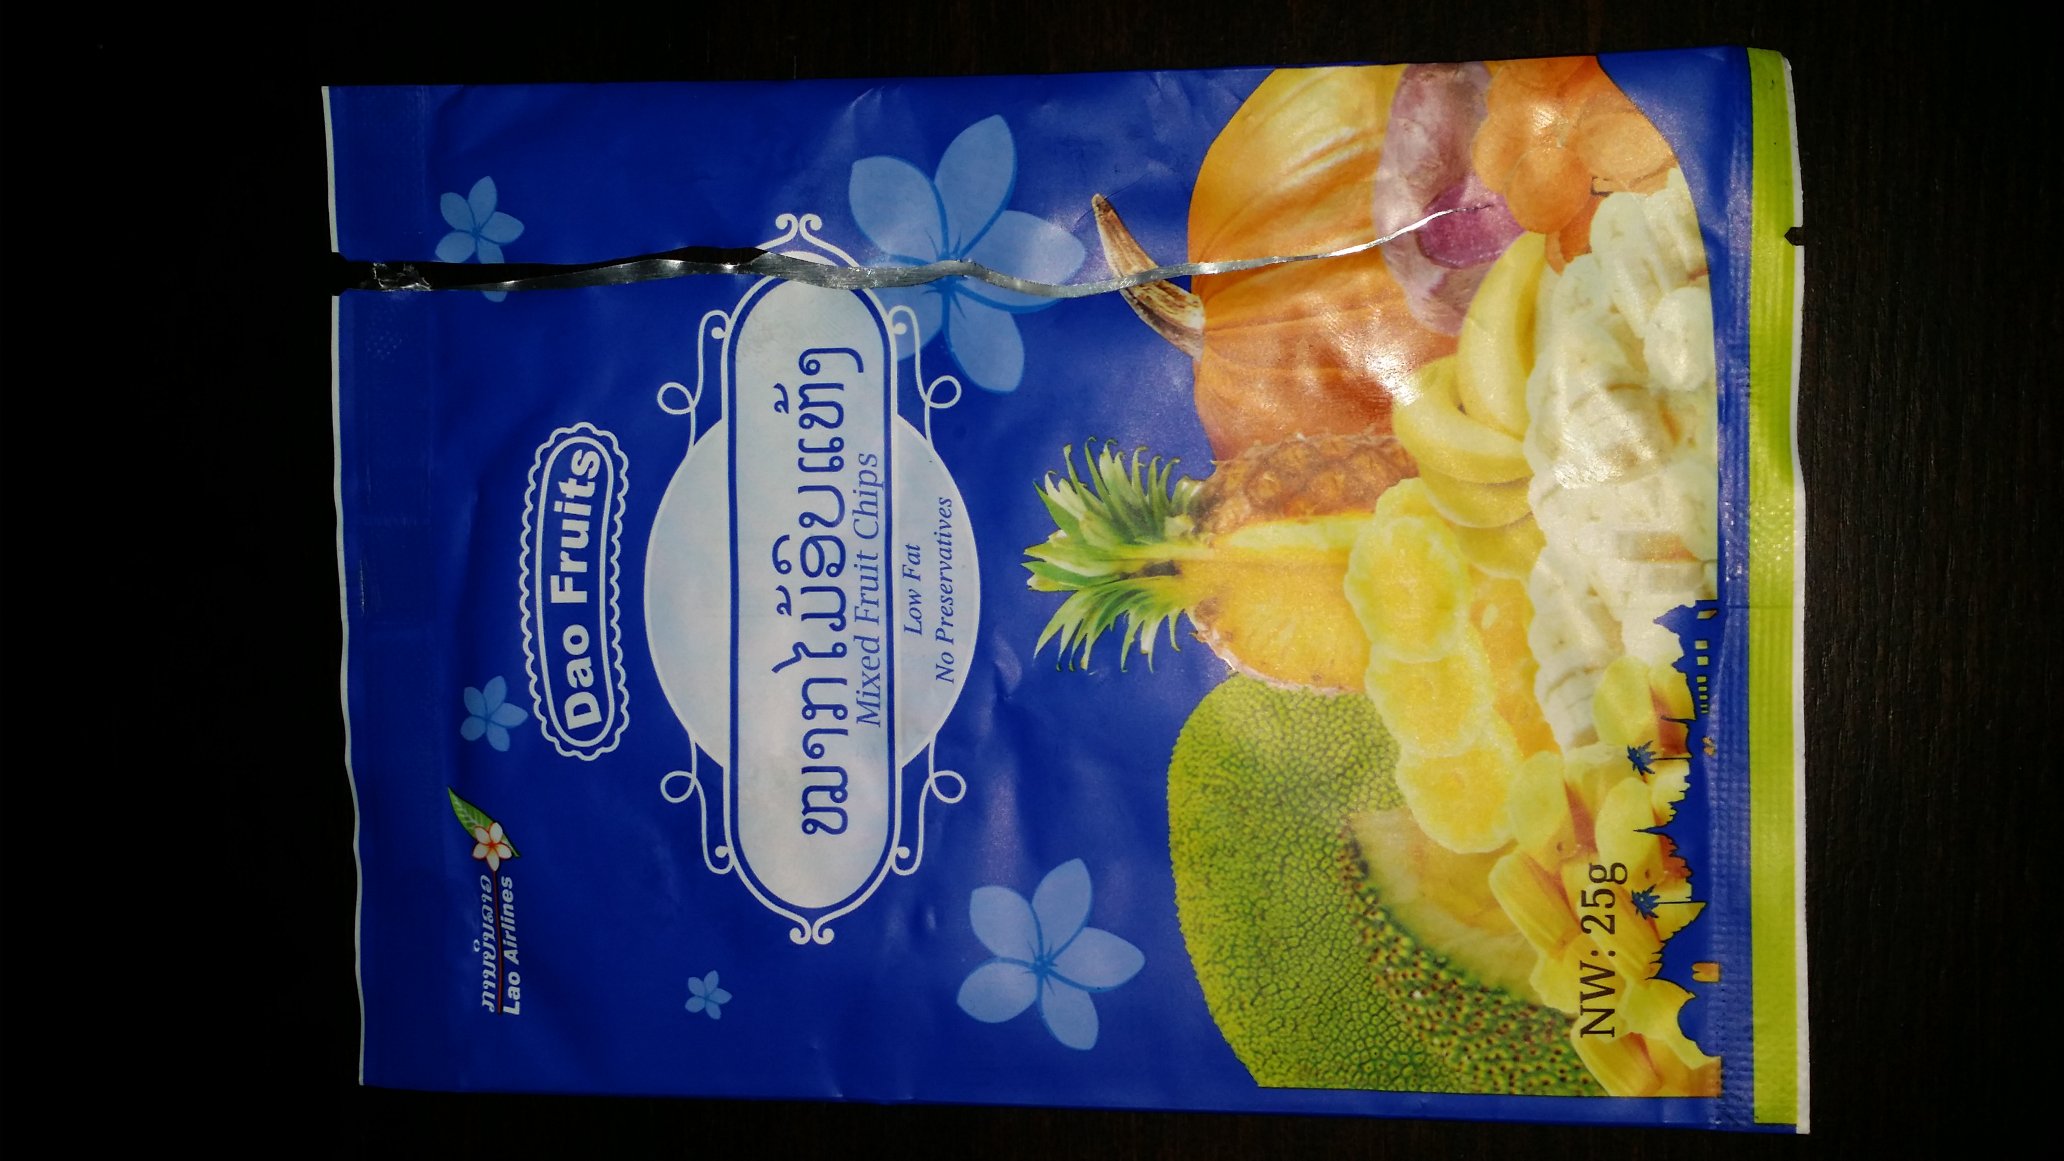 ການບິນລາວ
Lao Airlines
Dao Fruits
ໝາກໄມ້ອົບແຫ້ງ
Mixed Fruit Chips
Low Fat
No Preservatives
NW: 25g